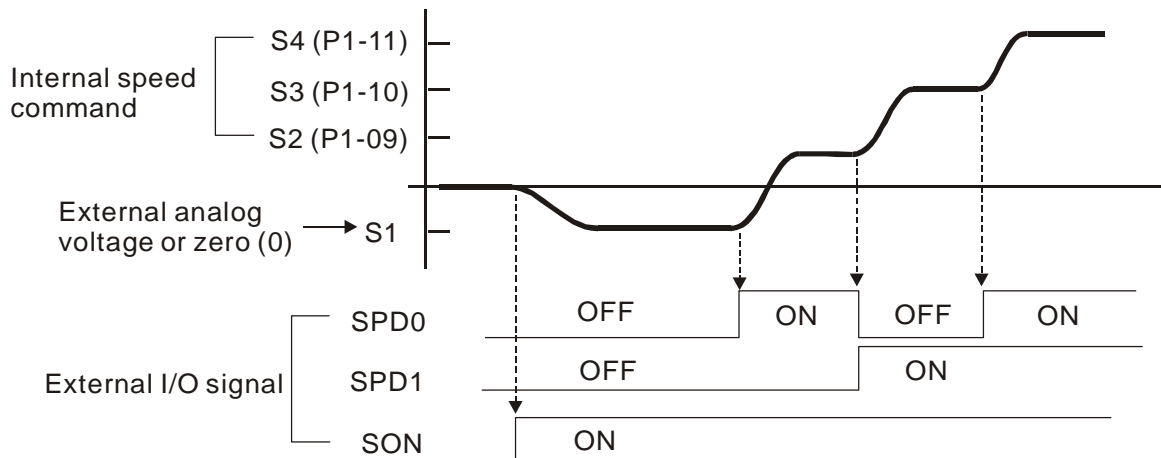 S4 (P1-11)
Internal speed
command
S3 (P1-10)
S2 (P1-09)
External analog
voltage or zero (0)
S1
SPD0
OFF
ON
OFF
ON
External I/O signal
SPD1
OFF
ON
SON
ON